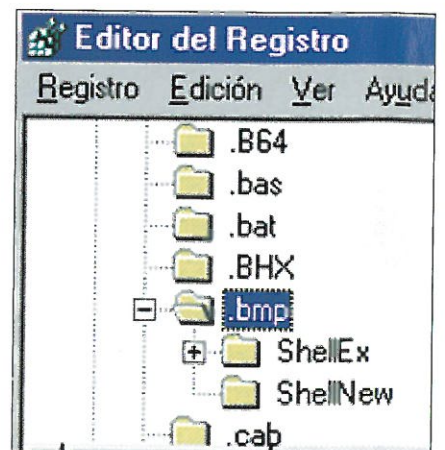 Editor del Registro
Registro Edición Ver Ayuda
.B64
.bas
.bat
.BHX
.bmp
ShellEx
ShellNew
.cab